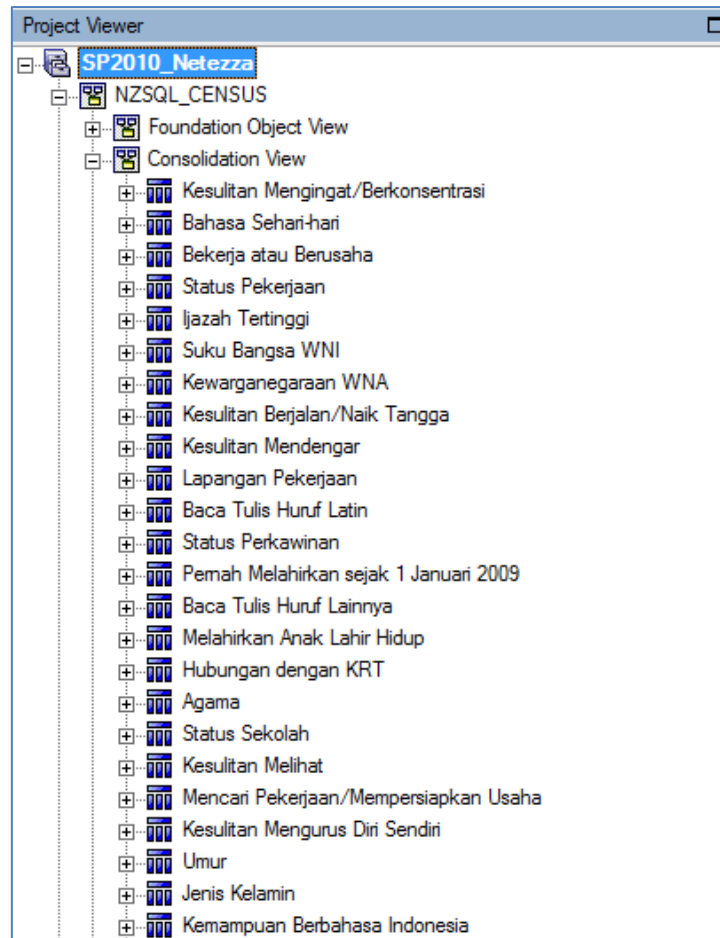 Project Viewer
SP2010_Netezza
NZSQL_CENSUS
Foundation Object View
Consolidation View
Kesulitan Mengingat/Berkonsentrasi
Bahasa Sehari-hari
Bekerja atau Berusaha
Status Pekerjaan
Ijazah Tertinggi
Suku Bangsa WNI
Kewarganegaraan WNA
Kesulitan Berjalan/Naik Tangga
Kesulitan Mendengar
Lapangan Pekerjaan
Baca Tulis Huruf Latin
Status Perkawinan
Pernah Melahirkan sejak 1 Januari 2009
Baca Tulis Huruf Lainnya
Melahirkan Anak Lahir Hidup
Hubungan dengan KRT
Agama
Status Sekolah
Kesulitan Melihat
Mencari Pekerjaan/Mempersiapkan Usaha
Kesulitan Mengurus Diri Sendiri
Umur
Jenis Kelamin
Kemampuan Berbahasa Indonesia